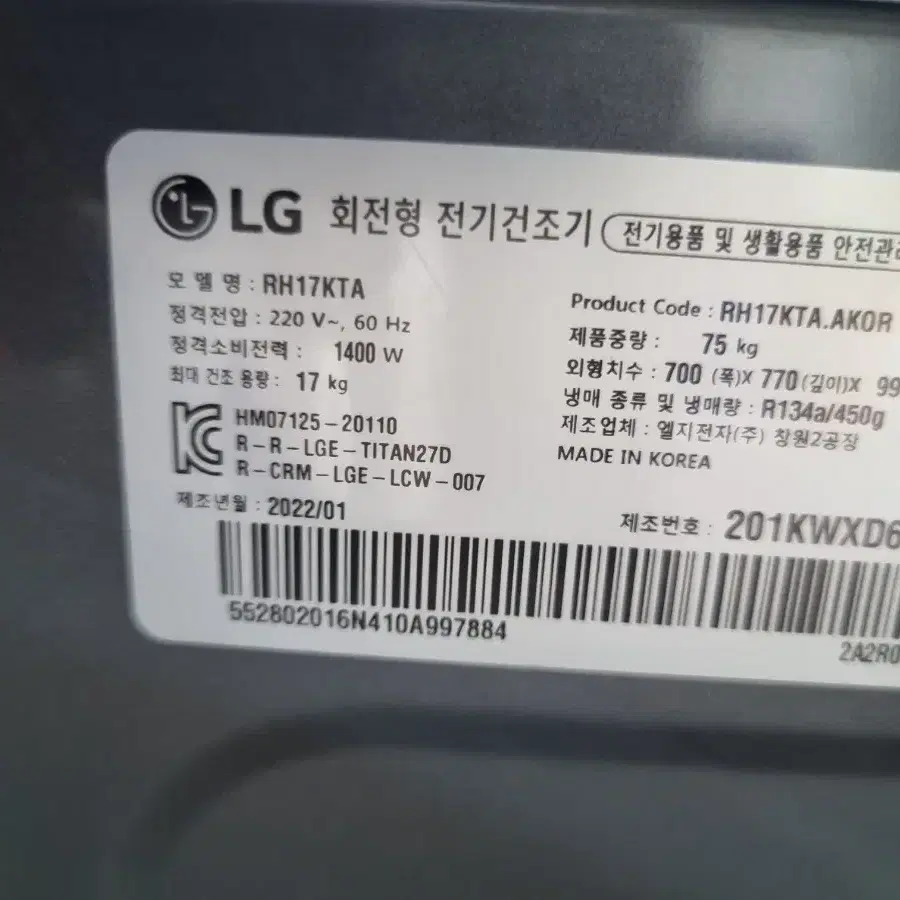 LG 회전형 전기건조기 전기용품 및 생활용품 안전관리
모 델 명 : RH17KTA
정격전압 : 220 V~, 60 Hz
정격소비전력 : 1400 W
최대 건조 용량 : 17 kg
HM07125-20110
R-R-LGE-TITAN27D
R-CRM-LGE-LCW-007
제조년월 : 2022/01
Product Code : RH17KTA.AKOR
제품중량 : 75 kg
외형치수 : 700 (폭)X 770 (깊이)X 99
냉매 종류 및 냉매량 : R134a/450g
제조업체 : 엘지전자(주) 창원2공장
MADE IN KOREA
제조번호 : 201KWXD6
552802016N410A997884
2A2R0